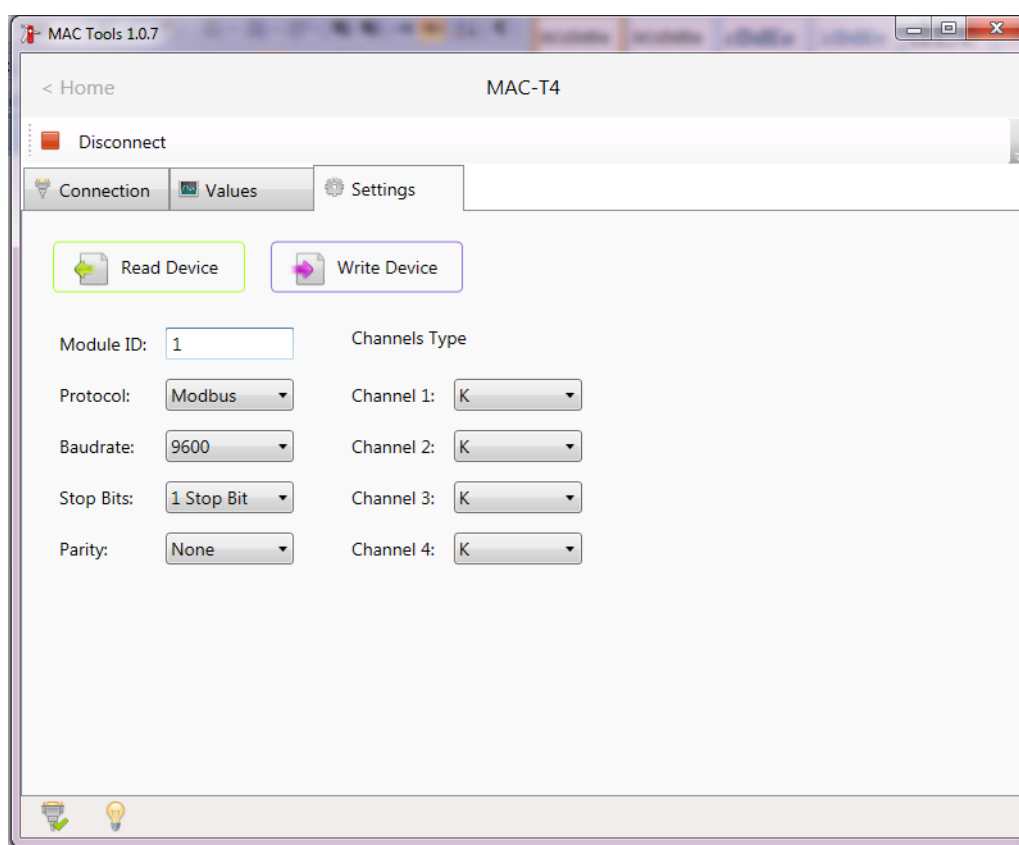 MAC Tools 1.0.7
< Home
MAC-T4
Disconnect
Connection
Values
Settings
Read Device
Write Device
Module ID: 1
Channels Type
Protocol: Modbus
Channel 1: K
Baudrate: 9600
Channel 2: K
Stop Bits: 1 Stop Bit
Channel 3: K
Parity: None
Channel 4: K